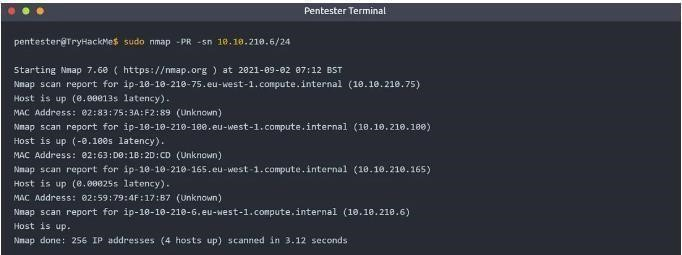 Pentester Terminal
pentester@TryHackMe$ sudo nmap -PR -sn 10.10.210.6/24
Starting Nmap 7.60 ( https://nmap.org ) at 2021-09-02 07:12 BST
Nmap scan report for ip-10-10-210-75.eu-west-1.compute.internal (10.10.210.75)
Host is up (0.00013s latency).
MAC Address: 02:83:75:3A:F2:89 (Unknown)
Nmap scan report for ip-10-10-210-100.eu-west-1.compute.internal (10.10.210.100)
Host is up (-0.100s latency).
MAC Address: 02:63:D0:1B:2D:CD (Unknown)
Nmap scan report for ip-10-10-210-165.eu-west-1.compute.internal (10.10.210.165)
Host is up (0.00025s latency).
MAC Address: 02:59:79:4F:17:B7 (Unknown)
Nmap scan report for ip-10-10-210-6.eu-west-1.compute.internal (10.10.210.6)
Host is up.
Nmap done: 256 IP addresses (4 hosts up) scanned in 3.12 seconds